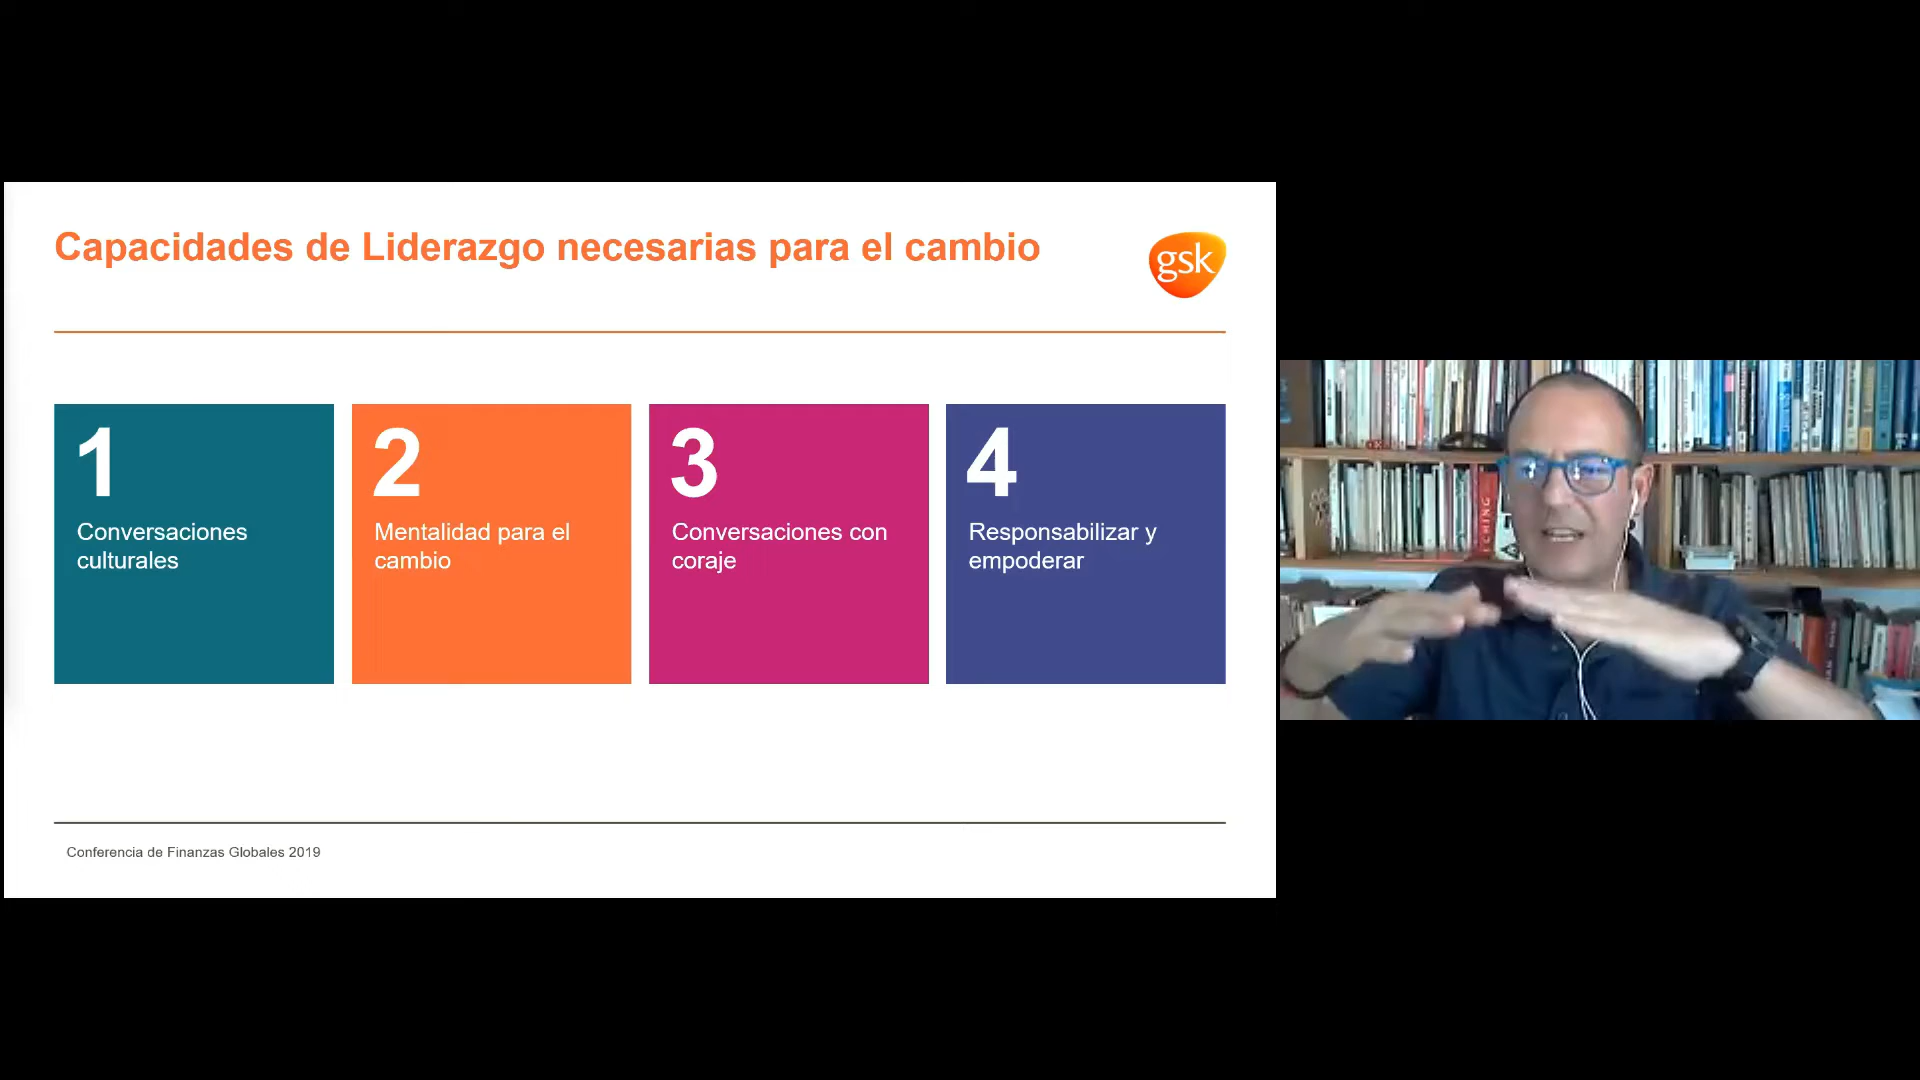 Capacidades de Liderazgo necesarias para el cambio
gsk
1
Conversaciones
culturales
2
Mentalidad para el
cambio
3
Conversaciones con
coraje
4
Responsabilizar y
empoderar
Conferencia de Finanzas Globales 2019
CHING